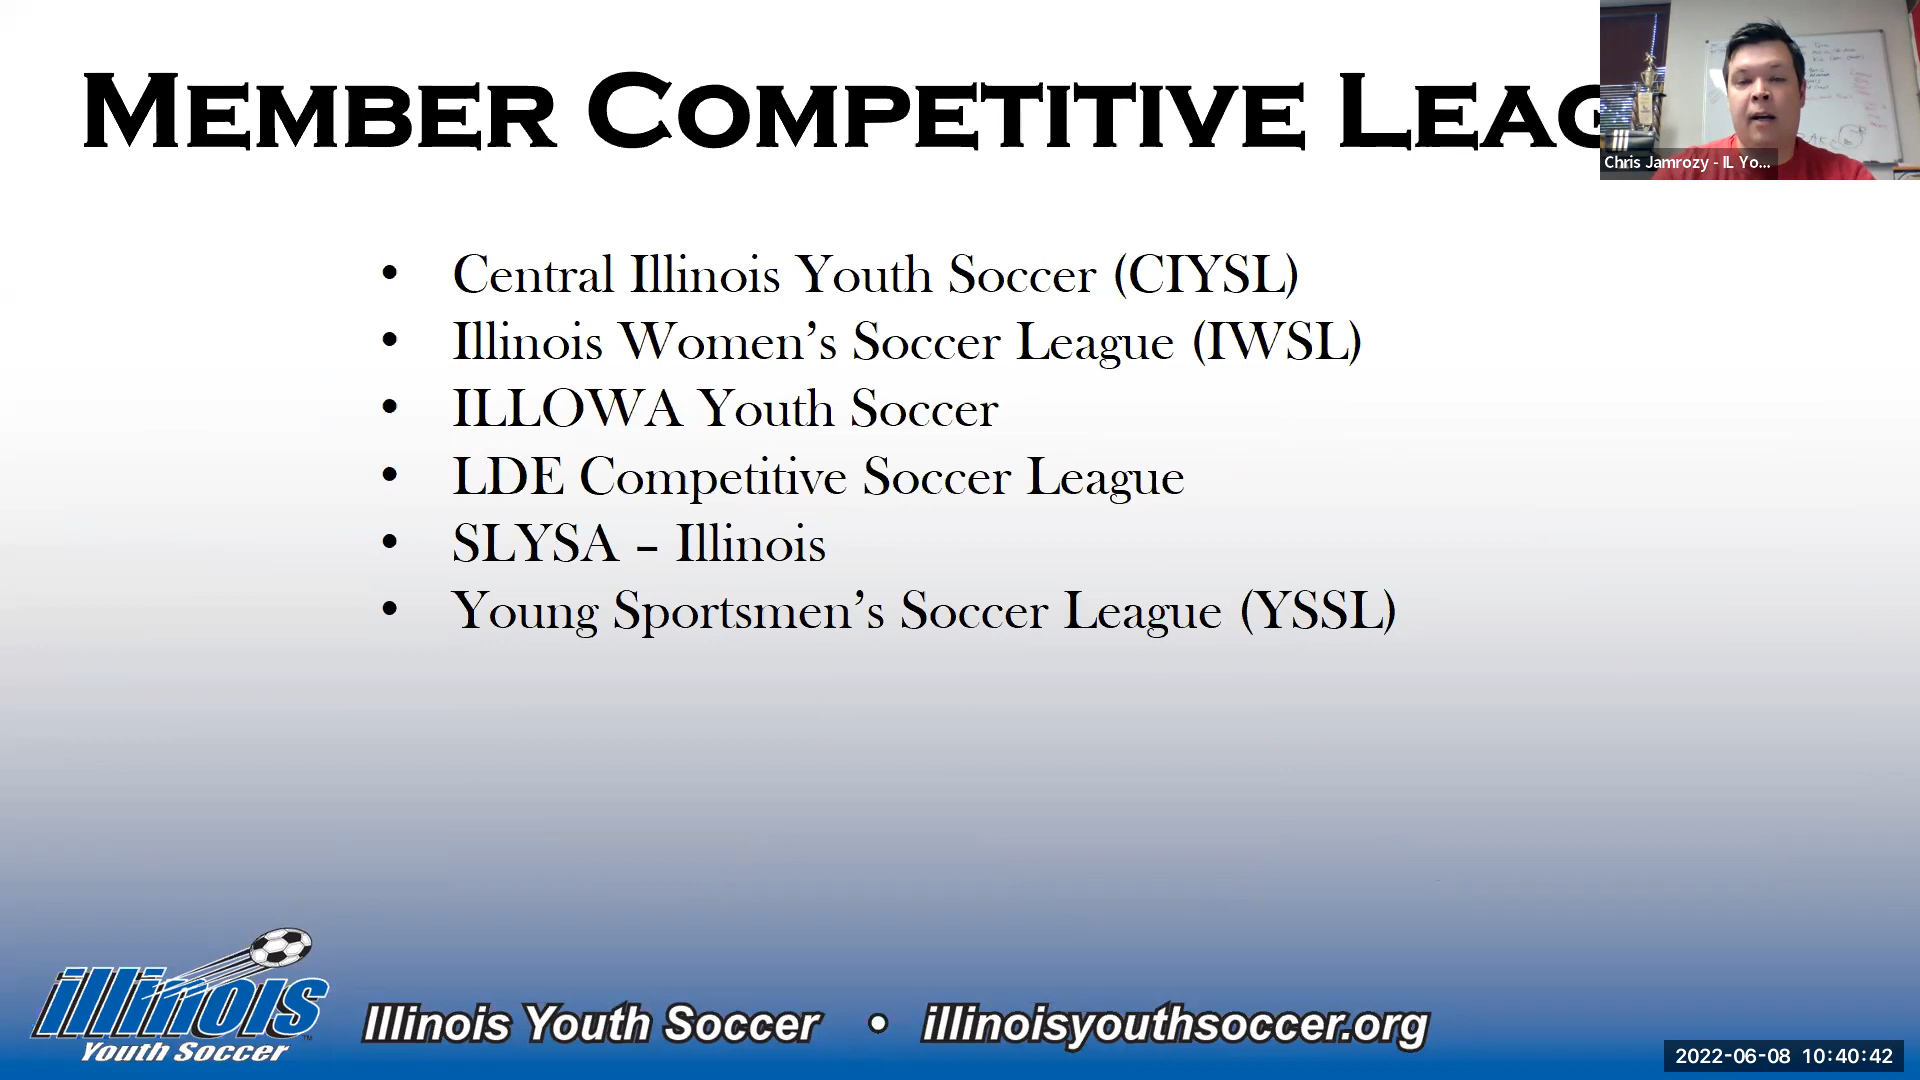 MEMBER COMPETITIVE LEAG
Chris Jamrozy - IL Yo...
• Central Illinois Youth Soccer (CIYSL)
• Illinois Women’s Soccer League (IWSL)
• ILLOWA Youth Soccer
• LDE Competitive Soccer League
• SLYSA – Illinois
• Young Sportsmen’s Soccer League (YSSL)
illinois
Youth Soccer
Illinois Youth Soccer • illinoisyouthsoccer.org
2022-06-08 10:40:42